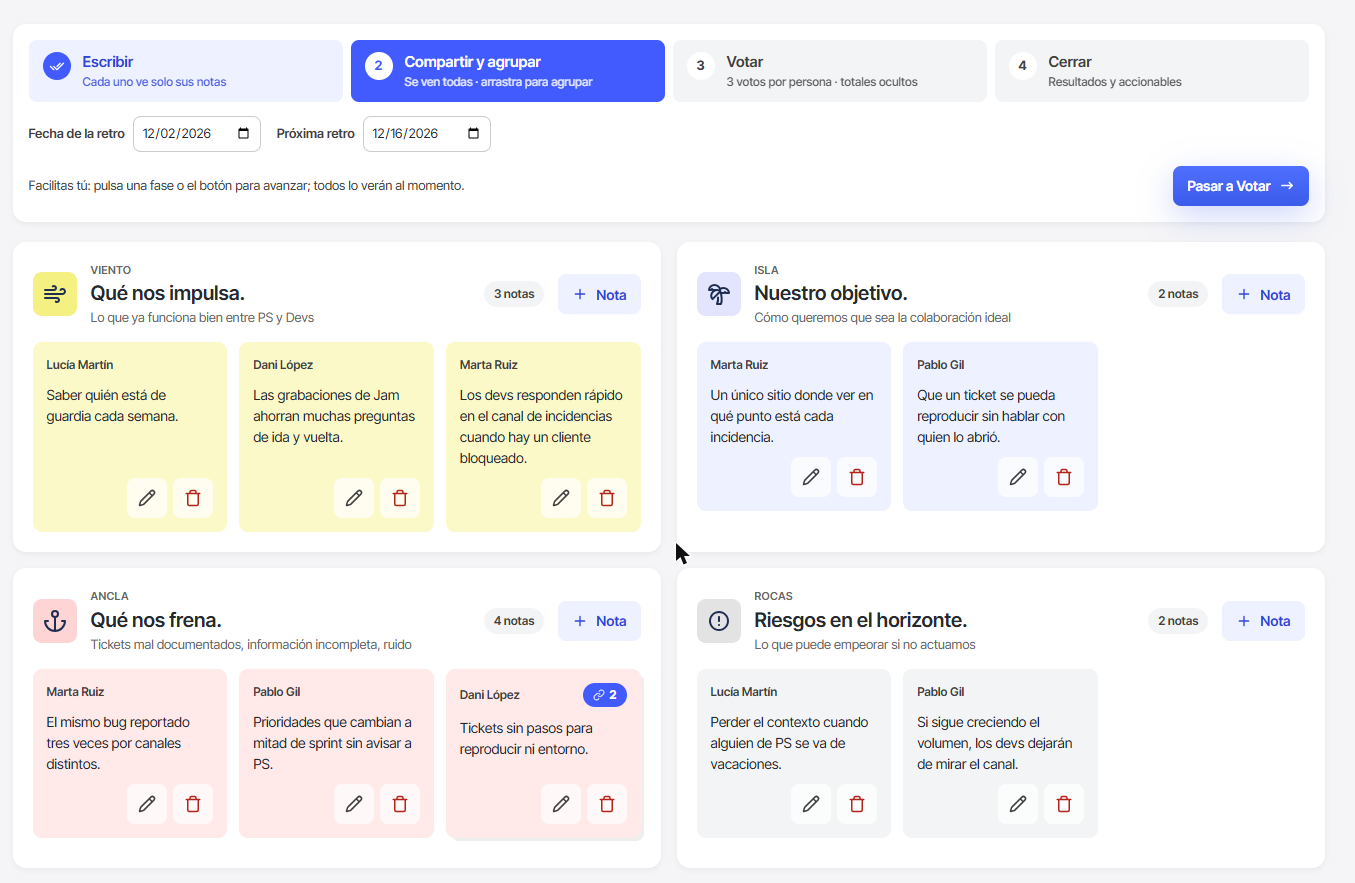 Escribir
Cada uno ve solo sus notas
2
Compartir y agrupar
Se ven todas · arrastra para agrupar
3
Votar
3 votos por persona · totales ocultos
4
Cerrar
Resultados y accionables
Fecha de la retro
12/02/2026
Próxima retro
12/16/2026
Facilitas tú: pulsa una fase o el botón para avanzar; todos lo verán al momento.
Pasar a Votar →
VIENTO
Qué nos impulsa.
Lo que ya funciona bien entre PS y Devs
3 notas
+ Nota
Lucía Martín
Saber quién está de
guardia cada semana.
Dani López
Las grabaciones de Jam
ahorran muchas preguntas
de ida y vuelta.
Marta Ruiz
Los devs responden rápido
en el canal de incidencias
cuando hay un cliente
bloqueado.
ISLA
Nuestro objetivo.
Cómo queremos que sea la colaboración ideal
2 notas
+ Nota
Marta Ruiz
Un único sitio donde ver en
qué punto está cada
incidencia.
Pablo Gil
Que un ticket se pueda
reproducir sin hablar con
quien lo abrió.
ANCLA
Qué nos frena.
Tickets mal documentados, información incompleta, ruido
4 notas
+ Nota
Marta Ruiz
El mismo bug reportado
tres veces por canales
distintos.
Pablo Gil
Prioridades que cambian a
mitad de sprint sin avisar a
PS.
Dani López
2
Tickets sin pasos para
reproducir ni entorno.
ROCAS
Riesgos en el horizonte.
Lo que puede empeorar si no actuamos
2 notas
+ Nota
Lucía Martín
Perder el contexto cuando
alguien de PS se va de
vacaciones.
Pablo Gil
Si sigue creciendo el
volumen, los devs dejarán
de mirar el canal.